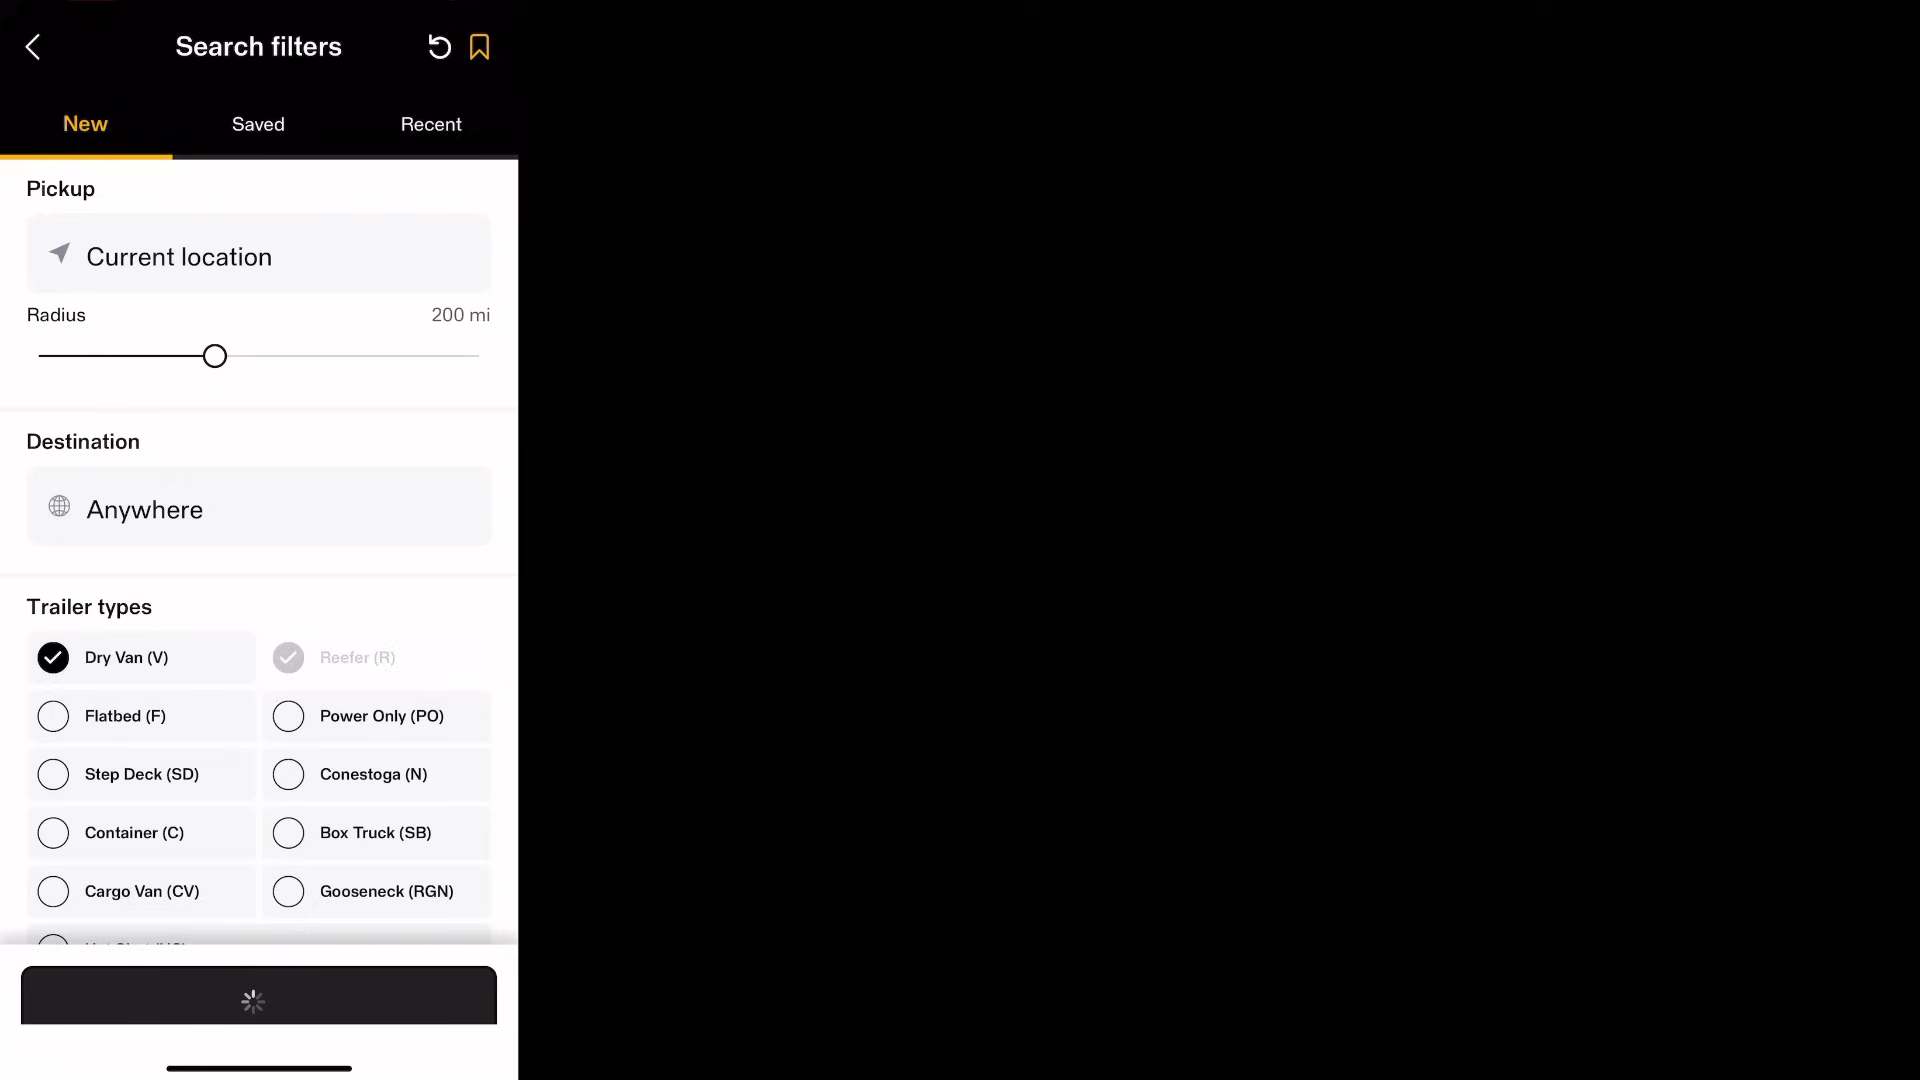 Search filters
New Saved Recent
Pickup
Current location
Radius 200 mi
Destination
Anywhere
Trailer types
Dry Van (V) Reefer (R)
Flatbed (F) Power Only (PO)
Step Deck (SD) Conestoga (N)
Container (C) Box Truck (SB)
Cargo Van (CV) Gooseneck (RGN)